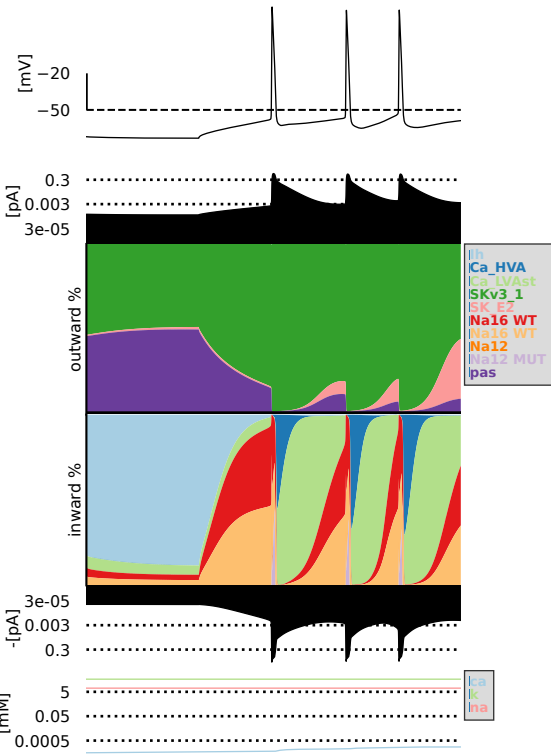 [mV]
−20
−50
[pA]
0.3
0.003
3e-05
outward %
Ih
Ca_HVA
Ca_LVAst
SKv3_1
SK_E2
Na16 WT
Na16 WT
Na12
Na12 MUT
pas
inward %
-[pA]
3e-05
0.003
0.3
[mM]
5
0.05
0.0005
ca
k
na